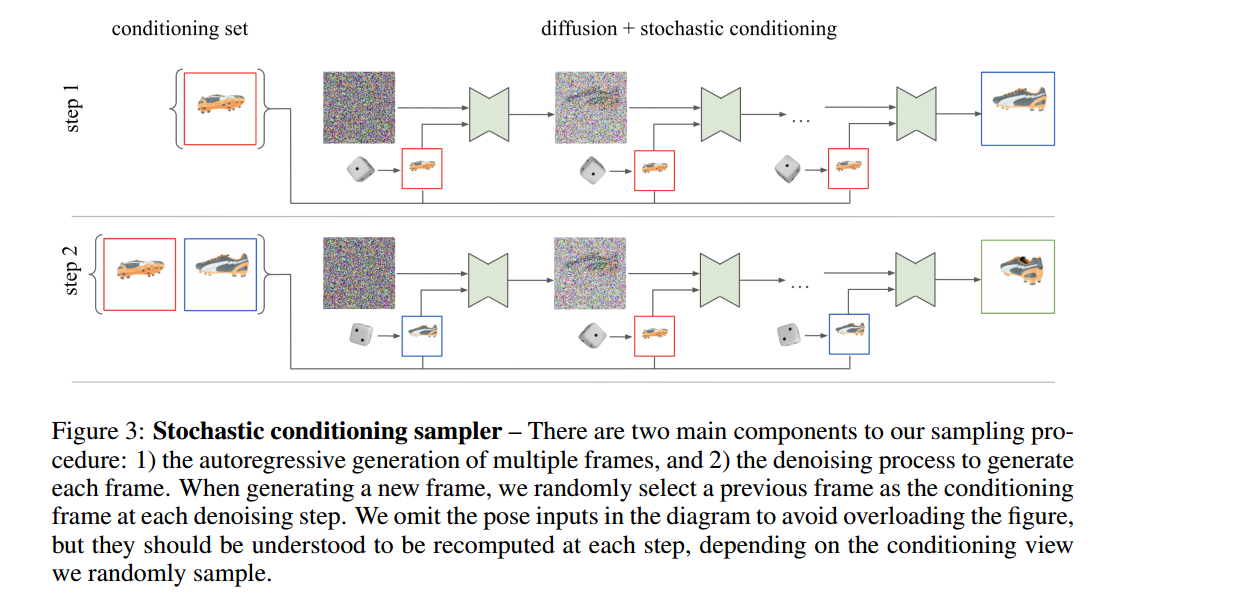 conditioning set
diffusion + stochastic conditioning
step 1
...
step 2
...
Figure 3: Stochastic conditioning sampler – There are two main components to our sampling pro-
cedure: 1) the autoregressive generation of multiple frames, and 2) the denoising process to generate
each frame. When generating a new frame, we randomly select a previous frame as the conditioning
frame at each denoising step. We omit the pose inputs in the diagram to avoid overloading the figure,
but they should be understood to be recomputed at each step, depending on the conditioning view
we randomly sample.